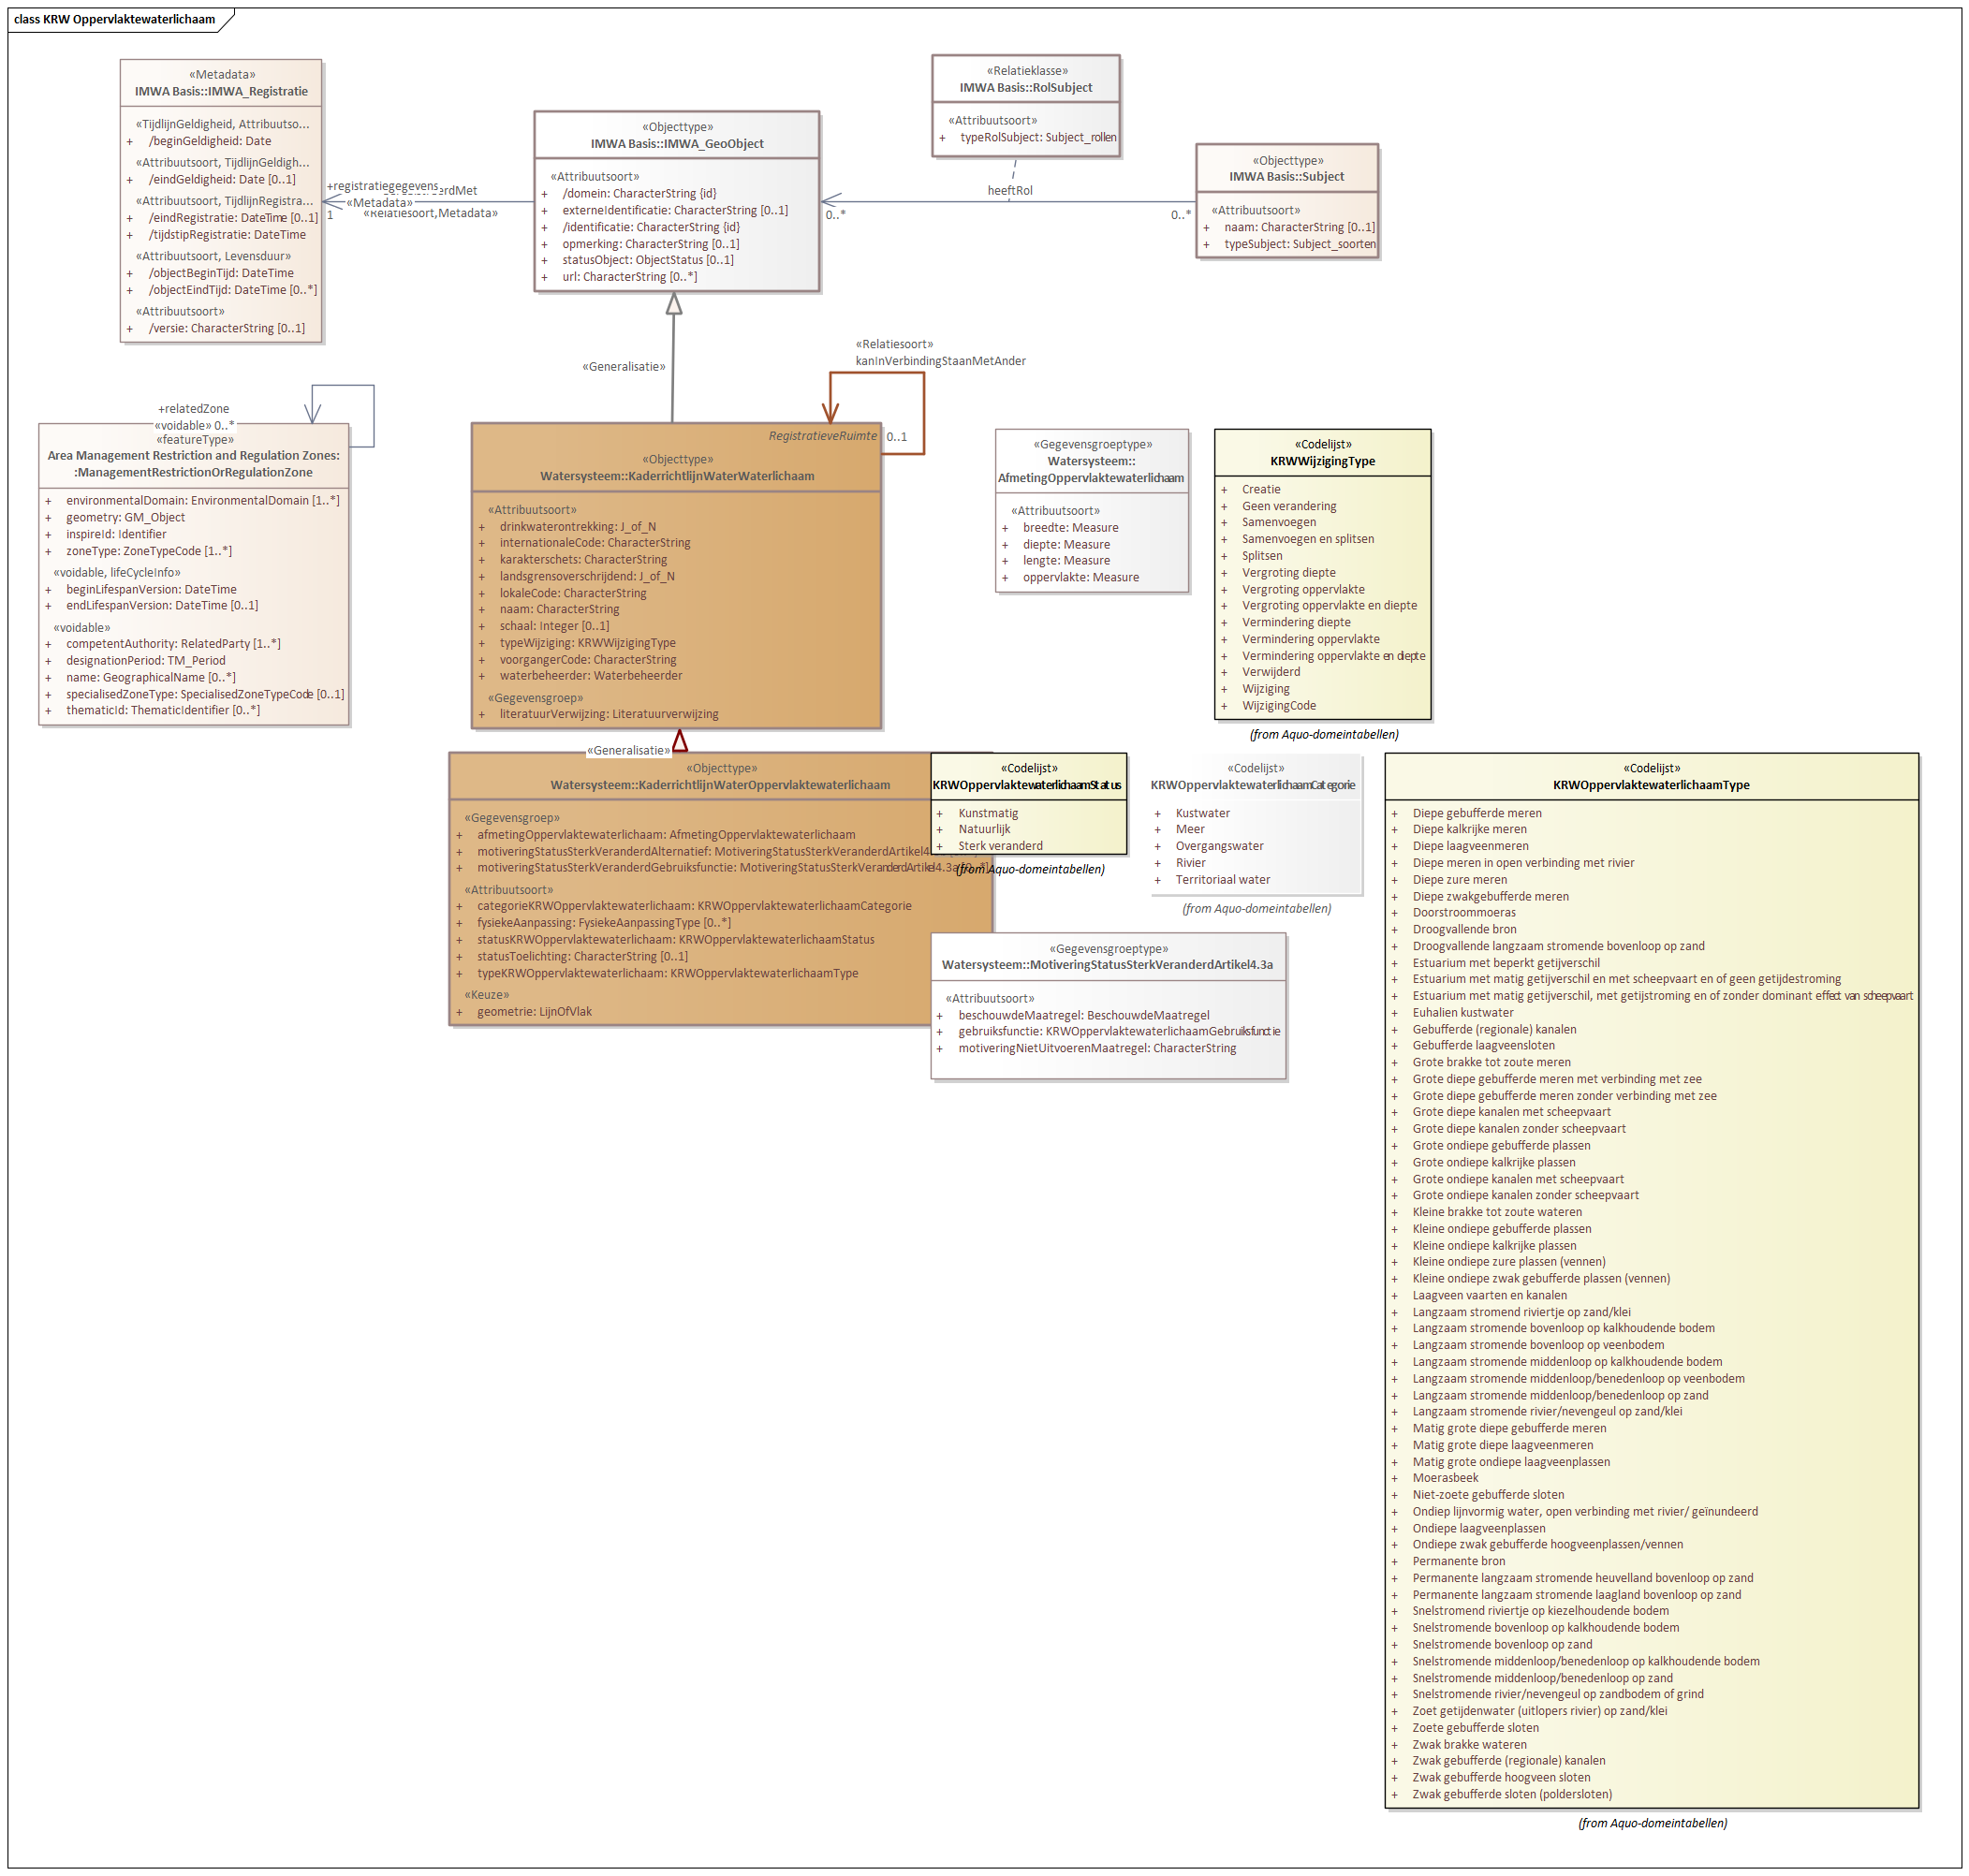 class KRW Oppervlaktewaterlichaam
«Metadata»
IMWA Basis::IMWA_Registratie
«TijdlijnGeldigheid, Attribuutso...
+ /beginGeldigheid: Date
«Attribuutsoort, TijdlijnGeldigh...
+ /eindGeldigheid: Date [0..1]
«Attribuutsoort, TijdlijnRegistra...
+ /eindRegistratie: DateTime [0..1]
+ /tijdstipRegistratie: DateTime
«Attribuutsoort, Levensduur»
+ /objectBeginTijd: DateTime
+ /objectEindTijd: DateTime [0..*]
«Attribuutsoort»
+ /versie: CharacterString [0..1]
+registratiegegevens
«Metadata»
1
«Relatiesoort,Metadata»
«Objecttype»
IMWA Basis::IMWA_GeoObject
«Attribuutsoort»
+ /domein: CharacterString {id}
+ externeIdentificatie: CharacterString [0..1]
+ /identificatie: CharacterString {id}
+ opmerking: CharacterString [0..1]
+ statusObject: ObjectStatus [0..1]
+ url: CharacterString [0..*]
«Relatieklasse»
IMWA Basis::RolSubject
«Attribuutsoort»
+ typeRolSubject: Subject_rollen
heeftRol
0..*
0..*
«Objecttype»
IMWA Basis::Subject
«Attribuutsoort»
+ naam: CharacterString [0..1]
+ typeSubject: Subject_soorten
«Generalisatie»
«Relatiesoort»
kanInVerbindingStaanMetAnder
0..1
+relatedZone
«voidable» 0..*
«featureType»
Area Management Restriction and Regulation Zones:
:ManagementRestrictionOrRegulationZone
+ environmentalDomain: EnvironmentalDomain [1..*]
+ geometry: GM_Object
+ inspireId: Identifier
+ zoneType: ZoneTypeCode [1..*]
«voidable, lifeCycleInfo»
+ beginLifespanVersion: DateTime
+ endLifespanVersion: DateTime [0..1]
«voidable»
+ competentAuthority: RelatedParty [1..*]
+ designationPeriod: TM_Period
+ name: GeographicalName [0..*]
+ specialisedZoneType: SpecialisedZoneTypeCode [0..1]
+ thematicId: ThematicIdentifier [0..*]
RegistratieveRuimte
«Objecttype»
Watersysteem::KaderrichtlijnWaterWaterlichaam
«Attribuutsoort»
+ drinkwaterontrekking: J_of_N
+ internationaleCode: CharacterString
+ karakterschets: CharacterString
+ landsgrensoverschrijdend: J_of_N
+ lokaleCode: CharacterString
+ naam: CharacterString
+ schaal: Integer [0..1]
+ typeWijziging: KRWWijzigingType
+ voorgangerCode: CharacterString
+ waterbeheerder: Waterbeheerder
«Gegevensgroep»
+ literatuurVerwijzing: Literatuurverwijzing
«Gegevensgroeptype»
Watersysteem::
AfmetingOppervlaktewaterlichaam
«Attribuutsoort»
+ breedte: Measure
+ diepte: Measure
+ lengte: Measure
+ oppervlakte: Measure
«Codelijst»
KRWWijzigingType
+ Creatie
+ Geen verandering
+ Samenvoegen
+ Samenvoegen en splitsen
+ Splitsen
+ Vergroting diepte
+ Vergroting oppervlakte
+ Vergroting oppervlakte en diepte
+ Vermindering diepte
+ Vermindering oppervlakte
+ Vermindering oppervlakte en diepte
+ Verwijderd
+ Wijziging
+ WijzigingCode
(from Aquo-domeintabellen)
«Generalisatie»
«Objecttype»
Watersysteem::KaderrichtlijnWaterOppervlaktewaterlichaam
«Gegevensgroep»
+ afmetingOppervlaktewaterlichaam: AfmetingOppervlaktewaterlichaam
+ motiveringStatusSterkVeranderdAlternatief: MotiveringStatusSterkVeranderdArtikel4
+ motiveringStatusSterkVeranderdGebruiksfunctie: MotiveringStatusSterkVeranderdArtikel4.3a [0..*]
«Attribuutsoort»
+ categorieKRWOppervlaktewaterlichaam: KRWOppervlaktewaterlichaamCategorie
+ fysiekeAanpassing: FysiekeAanpassingType [0..*]
+ statusKRWOppervlaktewaterlichaam: KRWOppervlaktewaterlichaamStatus
+ statusToelichting: CharacterString [0..1]
+ typeKRWOppervlaktewaterlichaam: KRWOppervlaktewaterlichaamType
«Keuze»
+ geometrie: LijnOfVlak
«Codelijst»
KRWOppervlaktewaterlichaamStatus
+ Kunstmatig
+ Natuurlijk
+ Sterk veranderd
(from Aquo-domeintabellen)
«Codelijst»
KRWOppervlaktewaterlichaamCategorie
+ Kustwater
+ Meer
+ Overgangswater
+ Rivier
+ Territoriaal water
(from Aquo-domeintabellen)
«Gegevensgroeptype»
Watersysteem::MotiveringStatusSterkVeranderdArtikel4.3a
«Attribuutsoort»
+ beschouwdeMaatregel: BeschouwdeMaatregel
+ gebruiksfunctie: KRWOppervlaktewaterlichaamGebruiksfunctie
+ motiveringNietUitvoerenMaatregel: CharacterString
«Codelijst»
KRWOppervlaktewaterlichaamType
+ Diepe gebufferde meren
+ Diepe kalkrijke meren
+ Diepe laagveenmeren
+ Diepe meren in open verbinding met rivier
+ Diepe zure meren
+ Diepe zwakgebufferde meren
+ Doorstroommoeras
+ Droogvallende bron
+ Droogvallende langzaam stromende bovenloop op zand
+ Estuarium met beperkt getijverschil
+ Estuarium met matig getijverschil en met scheepvaart en of geen getijdestroming
+ Estuarium met matig getijverschil, met getijstroming en of zonder dominant effect van scheepvaart
+ Euhalien kustwater
+ Gebufferde (regionale) kanalen
+ Gebufferde laagveensloten
+ Grote brakke tot zoute meren
+ Grote diepe gebufferde meren met verbinding met zee
+ Grote diepe gebufferde meren zonder verbinding met zee
+ Grote diepe kanalen met scheepvaart
+ Grote diepe kanalen zonder scheepvaart
+ Grote ondiepe gebufferde plassen
+ Grote ondiepe kalkrijke plassen
+ Grote ondiepe kanalen met scheepvaart
+ Grote ondiepe kanalen zonder scheepvaart
+ Kleine brakke tot zoute wateren
+ Kleine ondiepe gebufferde plassen
+ Kleine ondiepe kalkrijke plassen
+ Kleine ondiepe zure plassen (vennen)
+ Kleine ondiepe zwak gebufferde plassen (vennen)
+ Laagveen vaarten en kanalen
+ Langzaam stromend riviertje op zand/klei
+ Langzaam stromende bovenloop op kalkhoudende bodem
+ Langzaam stromende bovenloop op veenbodem
+ Langzaam stromende middenloop op kalkhoudende bodem
+ Langzaam stromende middenloop/benedenloop op veenbodem
+ Langzaam stromende middenloop/benedenloop op zand
+ Langzaam stromende rivier/nevengeul op zand/klei
+ Matig grote diepe gebufferde meren
+ Matig grote diepe laagveenmeren
+ Matig grote ondiepe laagveenplassen
+ Moerasbeek
+ Niet-zoete gebufferde sloten
+ Ondiep lijnvormig water, open verbinding met rivier/ geïnundeerd
+ Ondiepe laagveenplassen
+ Ondiepe zwak gebufferde hoogveenplassen/vennen
+ Permanente bron
+ Permanente langzaam stromende heuvelland bovenloop op zand
+ Permanente langzaam stromende laagland bovenloop op zand
+ Snelstromend riviertje op kiezelhoudende bodem
+ Snelstromende bovenloop op kalkhoudende bodem
+ Snelstromende bovenloop op zand
+ Snelstromende middenloop/benedenloop op kalkhoudende bodem
+ Snelstromende middenloop/benedenloop op zand
+ Snelstromende rivier/nevengeul op zandbodem of grind
+ Zoet getijdenwater (uitlopers rivier) op zand/klei
+ Zoete gebufferde sloten
+ Zwak brakke wateren
+ Zwak gebufferde (regionale) kanalen
+ Zwak gebufferde hoogveen sloten
+ Zwak gebufferde sloten (poldersloten)
(from Aquo-domeintabellen)